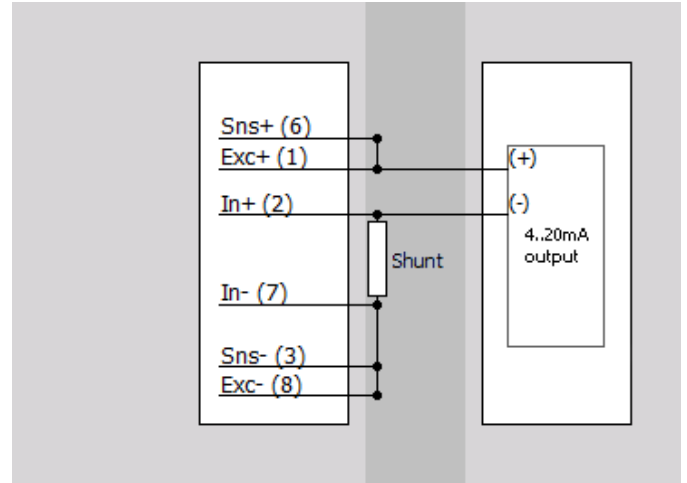 Sns+ (6)
Exc+ (1)
(+)
In+ (2)
(-)
4..20mA
output
Shunt
In- (7)
Sns- (3)
Exc- (8)